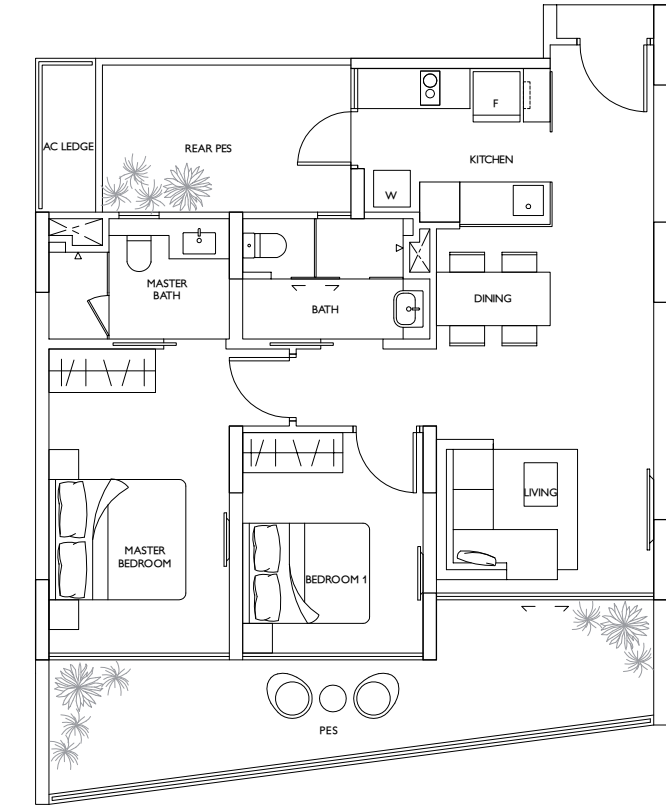 F
AC LEDGE
REAR PES
KITCHEN
W
MASTER
BATH
DINING
BATH
LIVING
MASTER
BEDROOM
BEDROOM 1
PES